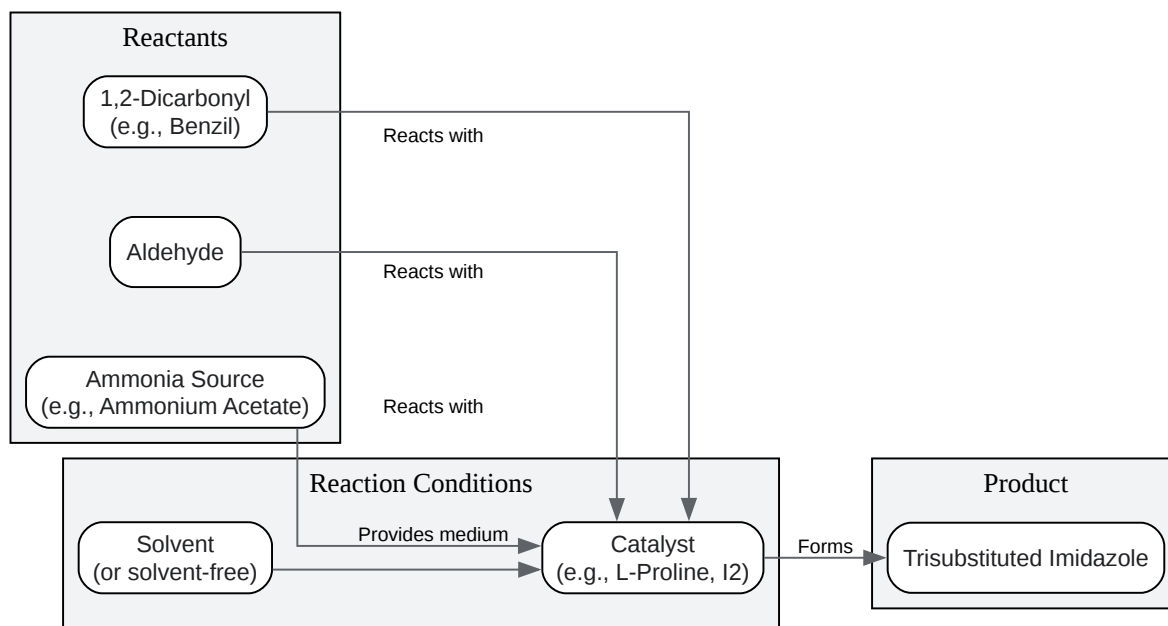 Reactants
1,2-Dicarbonyl
(e.g., Benzil)
Reacts with
Aldehyde
Reacts with
Ammonia Source
(e.g., Ammonium Acetate)
Reacts with
Reaction Conditions
Solvent
(or solvent-free)
Provides medium
Catalyst
(e.g., L-Proline, I2)
Forms
Product
Trisubstituted Imidazole